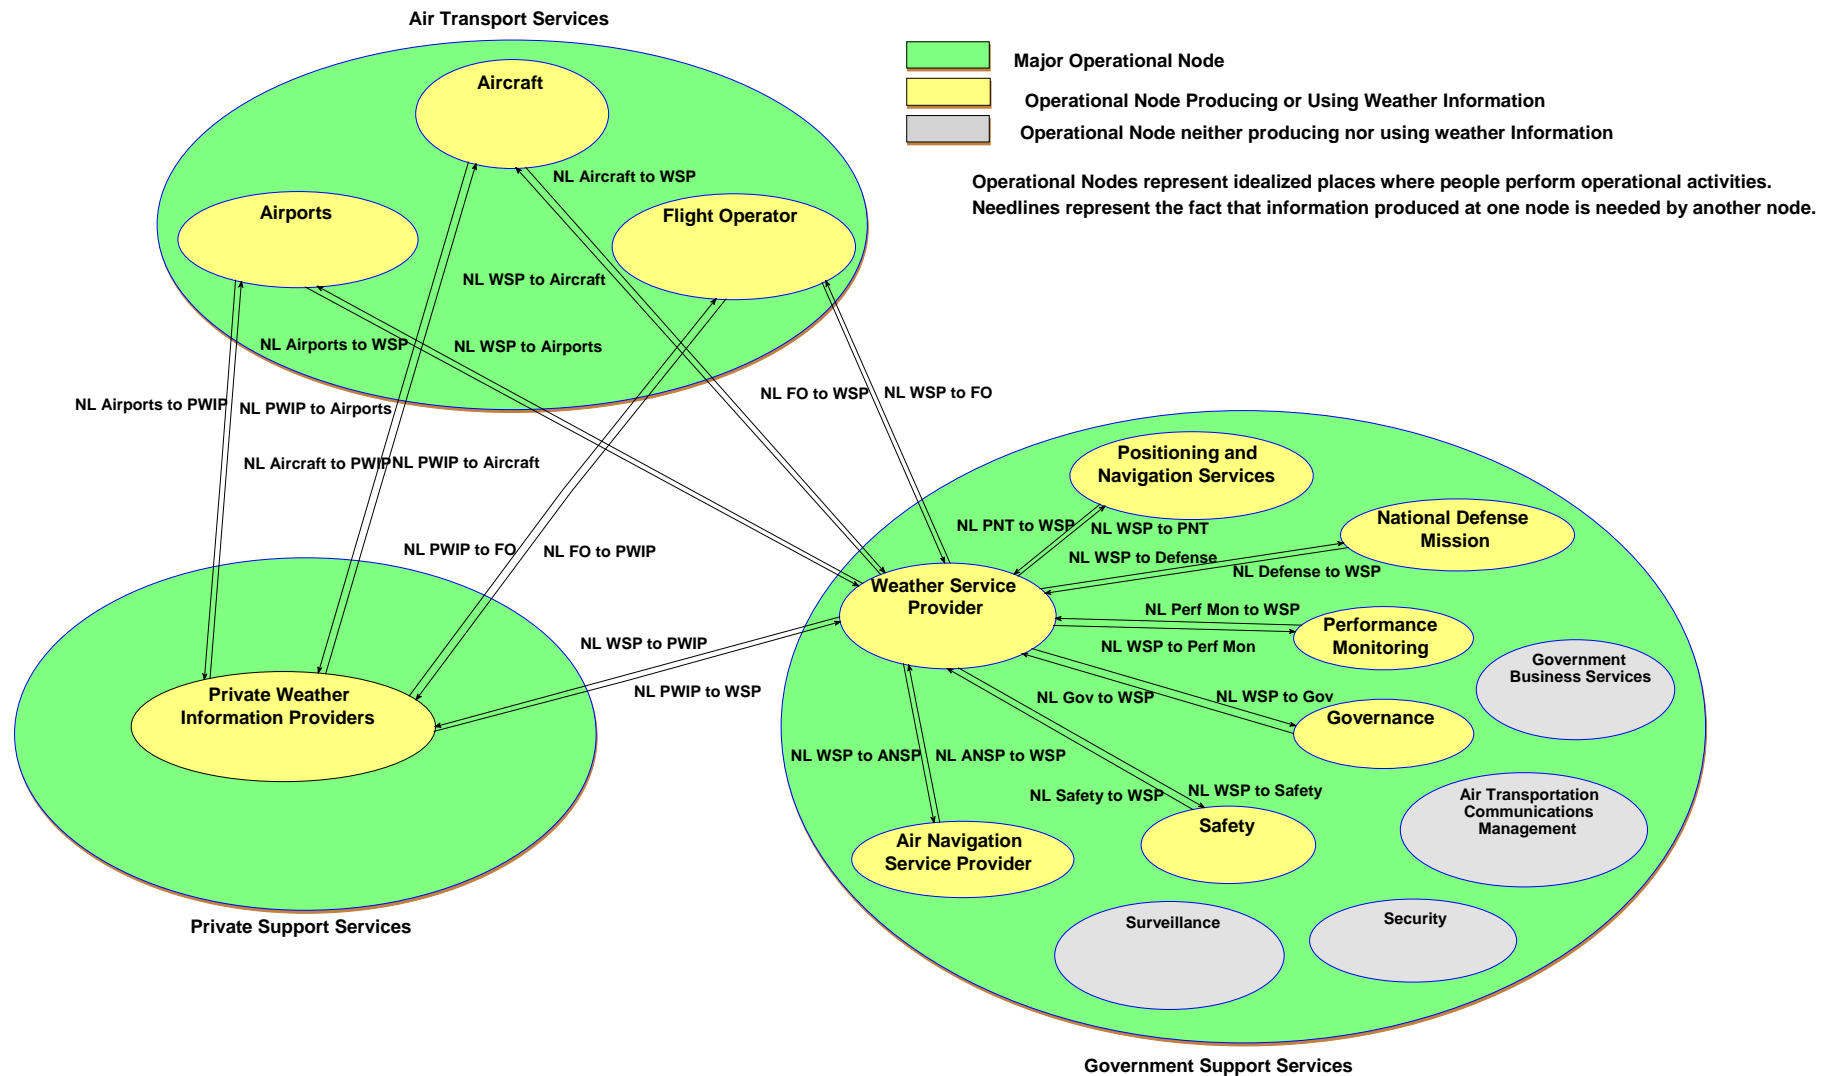 Air Transport Services
Aircraft
Airports
Flight Operator
Major Operational Node
Operational Node Producing or Using Weather Information
Operational Node neither producing nor using weather Information
Operational Nodes represent idealized places where people perform operational activities.
Needlines represent the fact that information produced at one node is needed by another node.
NL Aircraft to WSP
NL WSP to Aircraft
NL Airports to WSP
NL WSP to Airports
NL Airports to PWIP
NL PWIP to Airports
NL FO to WSP
NL WSP to FO
NL Aircraft to PWIP
NL PWIP to Aircraft
NL PWIP to FO
NL FO to PWIP
NL WSP to PWIP
NL PWIP to WSP
Private Weather
Information Providers
Private Support Services
Positioning and
Navigation Services
National Defense
Mission
NL PNT to WSP
NL WSP to PNT
NL WSP to Defense
NL Defense to WSP
Weather Service
Provider
NL Perf Mon to WSP
NL WSP to Perf Mon
Performance
Monitoring
Government
Business Services
NL Gov to WSP
NL WSP to Gov
Governance
NL WSP to ANSP
NL ANSP to WSP
NL Safety to WSP
NL WSP to Safety
Air Transportation
Communications
Management
Air Navigation
Service Provider
Safety
Surveillance
Security
Government Support Services